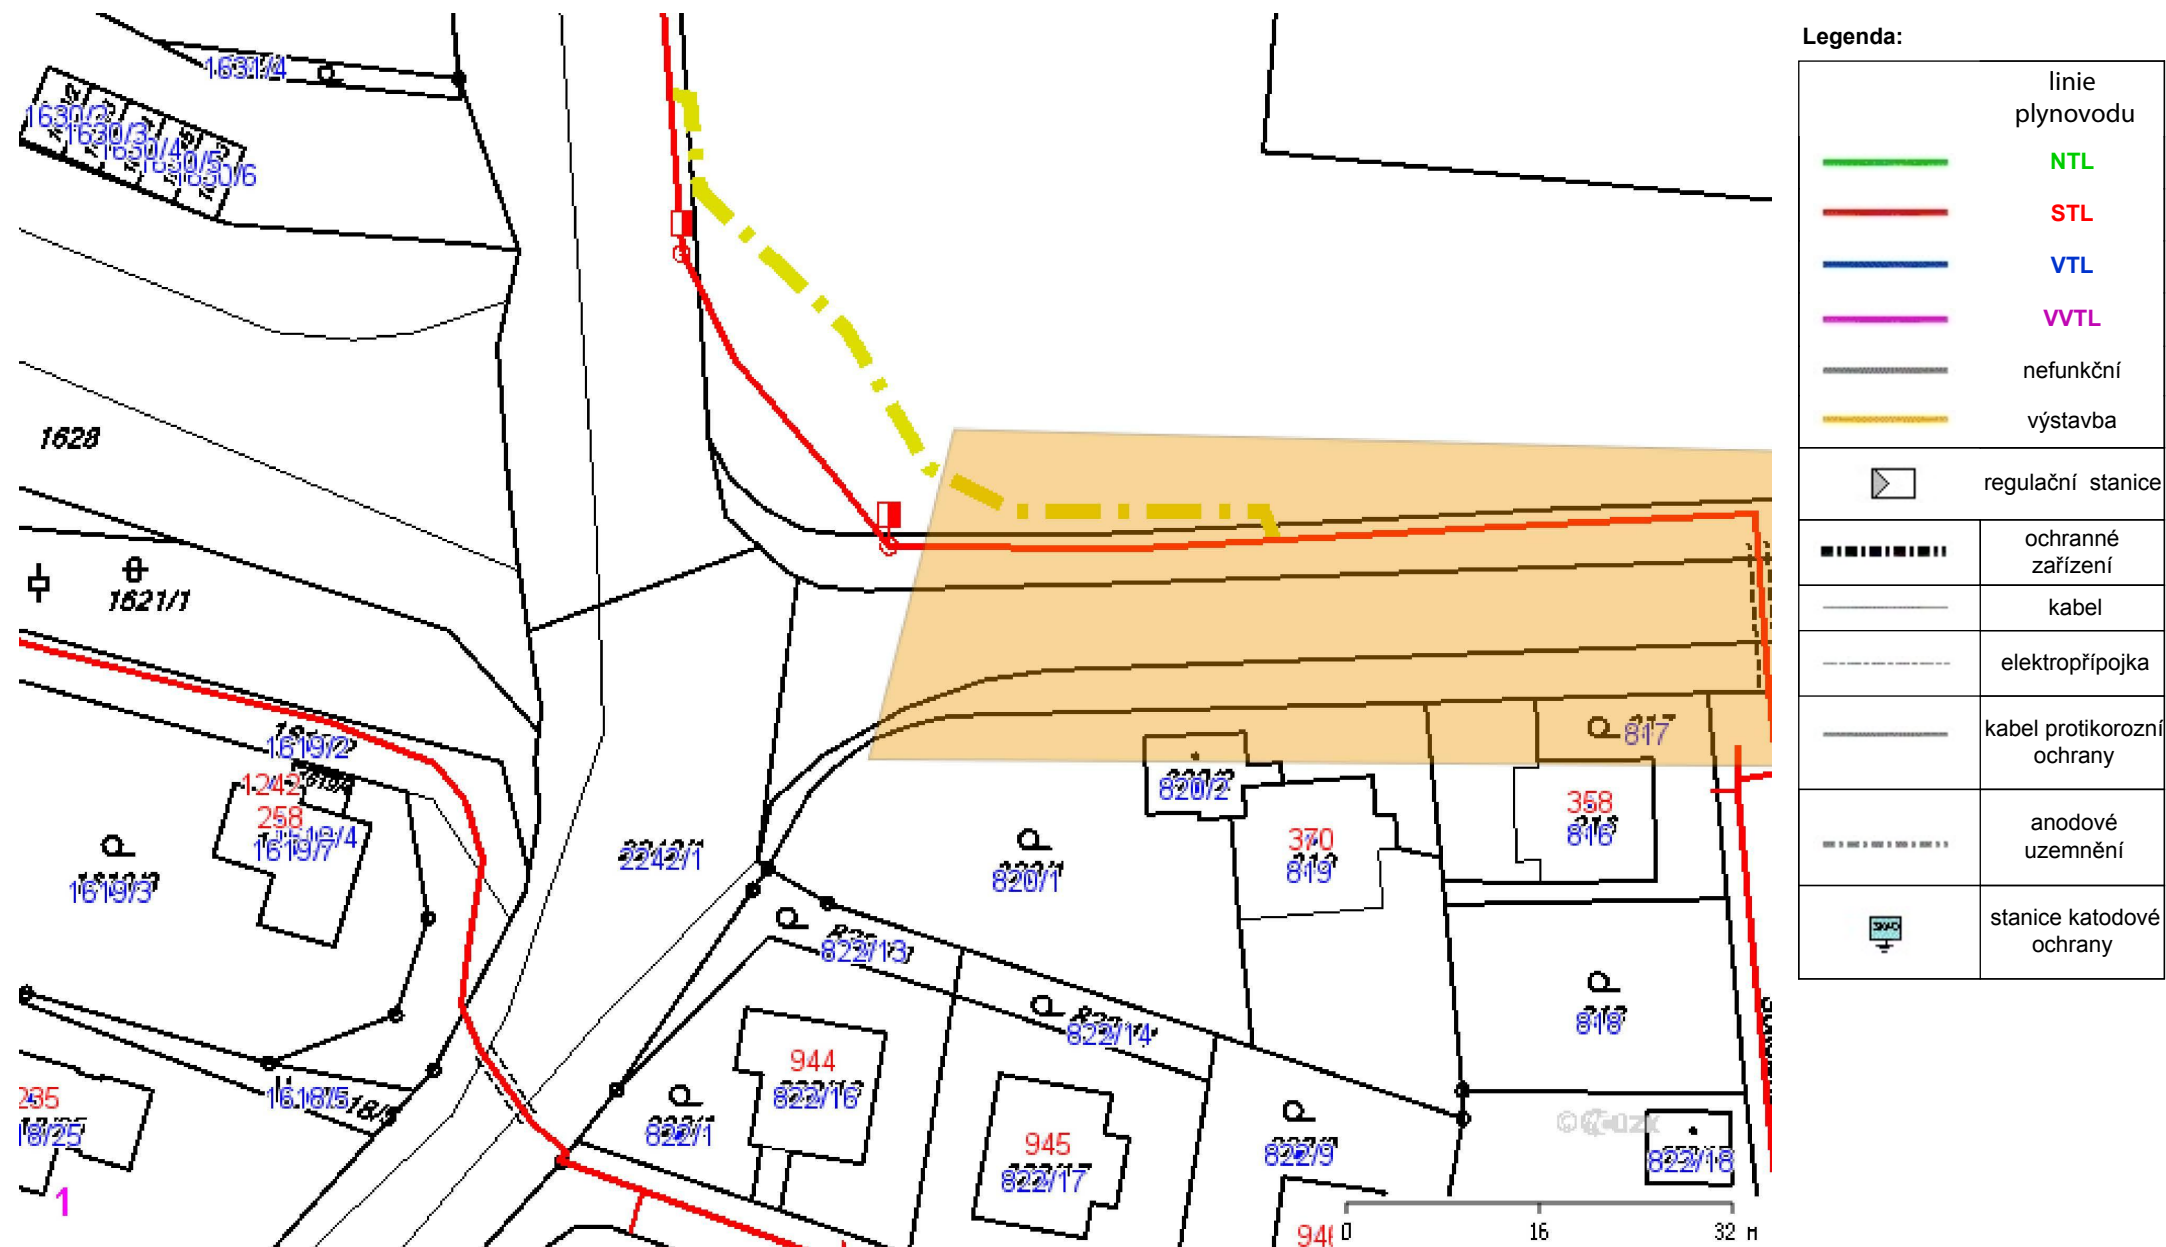 1631/4
1630/2
1630/3
1630/4
1630/5
1630/6
1628
1621/1
1619/2
1242
258
1619/4
1619/7
1619/3
1618/5
235
18/25
1
2242/1
820/2
817
358
816
370
819
820/1
822/13
822/14
818
944
822/16
822/1
945
822/17
822/9
822/18
0 16 32 M
Legenda:
linie
plynovodu
NTL
STL
VTL
VVTL
nefunkční
výstavba
regulační stanice
ochranné
zařízení
kabel
elektropřípojka
kabel protikorozní
ochrany
anodové
uzemnění
stanice katodové
ochrany